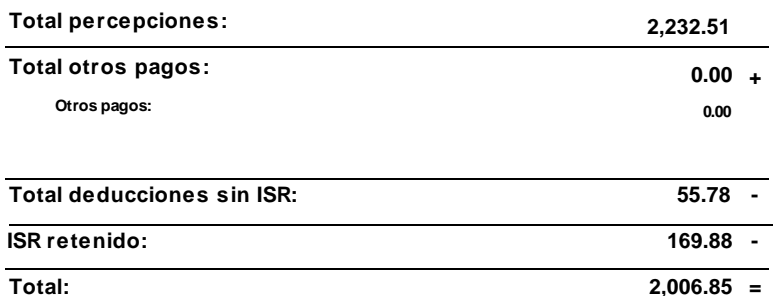 Total percepciones: 2,232.51
Total otros pagos: 0.00 +
Otros pagos: 0.00
Total deducciones sin ISR: 55.78 -
ISR retenido: 169.88 -
Total: 2,006.85 =